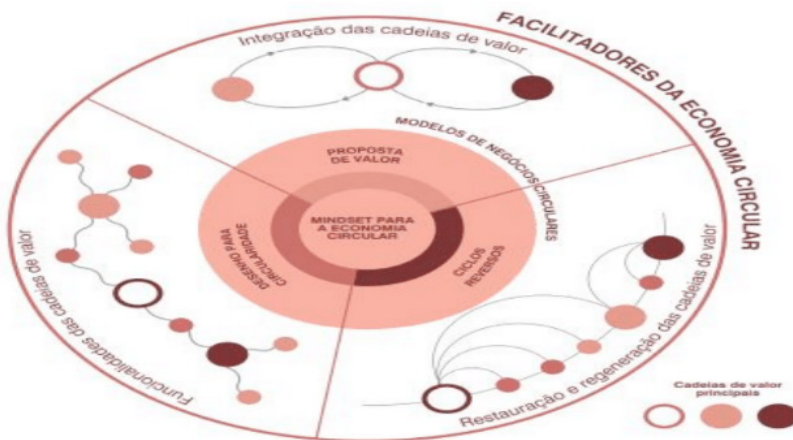 FACILITADORES DA ECONOMIA CIRCULAR
Integração das cadeias de valor
MODELOS DE NEGÓCIOS CIRCULARES
PROPOSTA
DE VALOR
MINDSET PARA
A ECONOMIA
CIRCULAR
DESENHO PARA
CIRCULARIDADE
CICLOS
REVERSOS
Funcionalidades das cadeias de valor
Restauração e regeneração das cadeias de valor
Cadeias de valor
principais